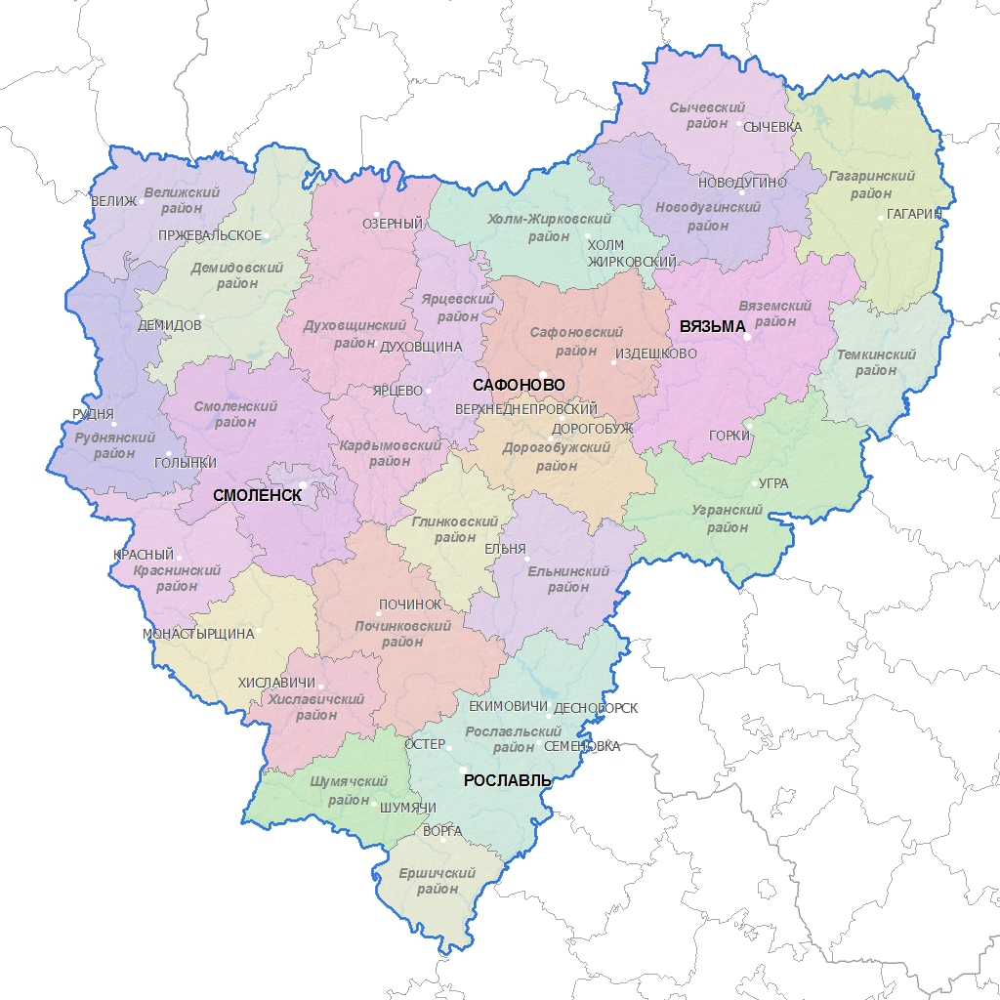 Сычевский
район
СЫЧЕВКА
Гагаринский
район
ГАГАРИН
НОВОДУГИНО
Новодугинский
район
ВЕЛИЖ
Велижский
район
ПРЖЕВАЛЬСКОЕ
ОЗЕРНЫЙ
Холм-Жирковский
район
ХОЛМ
ЖИРКОВСКИЙ
Демидовский
район
ДЕМИДОВ
Духовщинский
район
ДУХОВЩИНА
Ярцевский
район
ЯРЦЕВО
Сафоновский
район
ИЗДЕШКОВО
САФОНОВО
Вяземский
район
ВЯЗЬМА
Темкинский
район
РУДНЯ
Руднянский
район
ГОЛЫНКИ
Смоленский
район
СМОЛЕНСК
Кардымовский
район
ВЕРХНЕДНЕПРОВСКИЙ
ДОРОГОБУЖ
Дорогобужский
район
ГОРКИ
УГРА
Угранский
район
Глинковский
район
ЕЛЬНЯ
Ельнинский
район
КРАСНЫЙ
Краснинский
район
МОНАСТЫРЩИНА
ПОЧИНОК
Починковский
район
ХИСЛАВИЧИ
Хиславичский
район
ЕКИМОВИЧИ
ДЕСНОГОРСК
Рославльский
район
СЕМЕНОВКА
ОСТЕР
РОСЛАВЛЬ
Шумячский
район
ШУМЯЧИ
ВОРГА
Ершичский
район